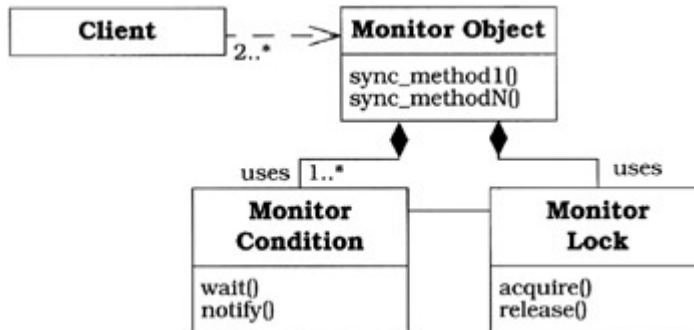 Client
2..*
Monitor Object
sync_method1()
sync_methodN()
uses
1..*
uses
Monitor
Condition
wait()
notify()
Monitor
Lock
acquire()
release()